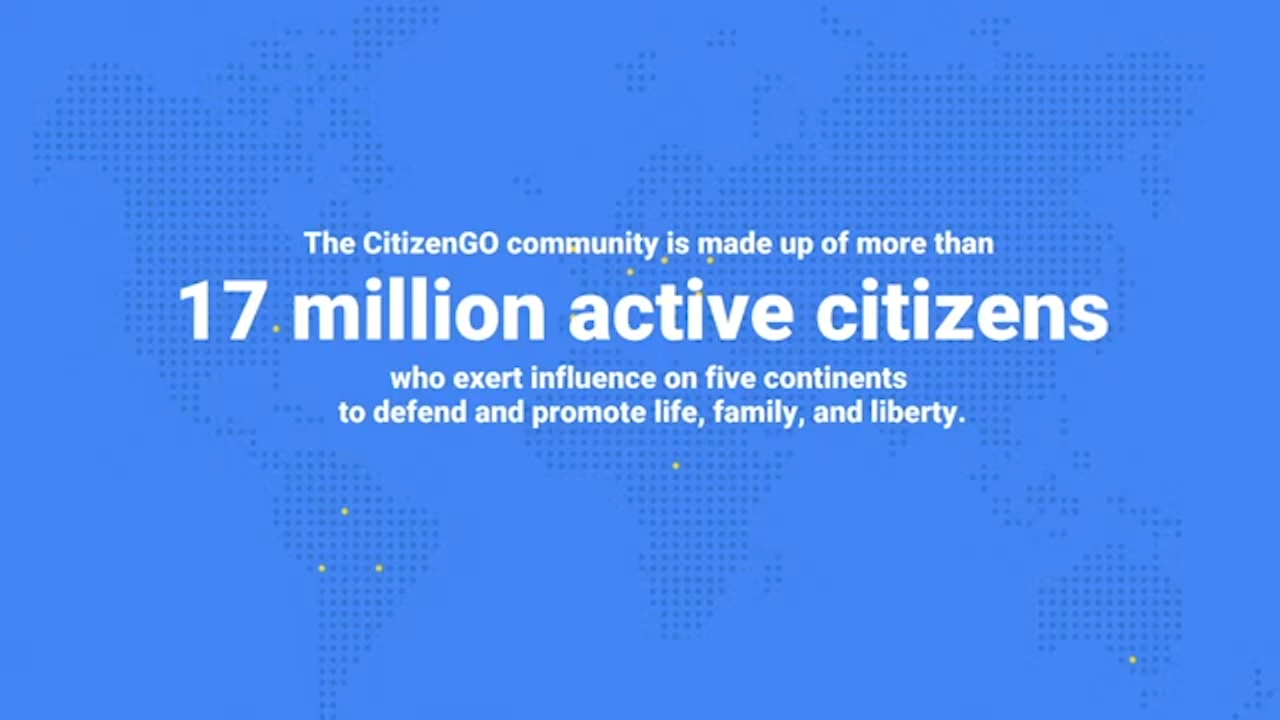 The CitizenGO community is made up of more than
17 million active citizens
who exert influence on five continents
to defend and promote life, family, and liberty.